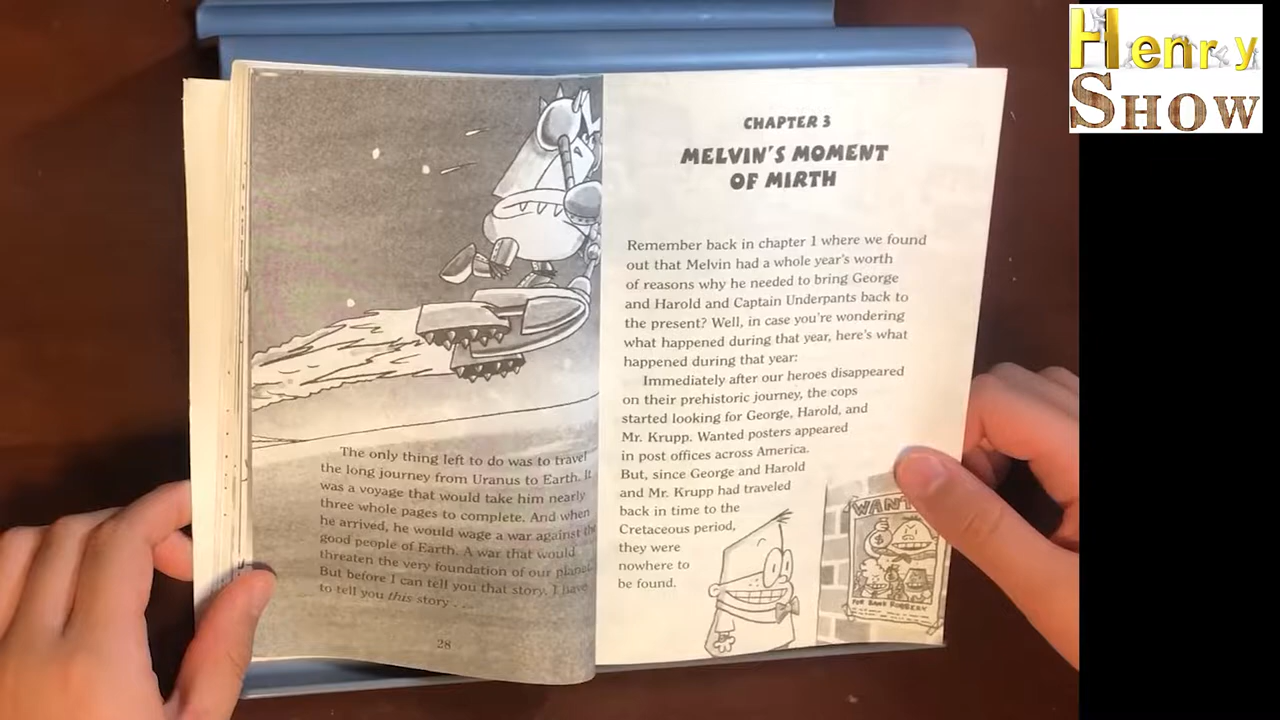 Henry
SHOW
The only thing left to do was to travel
the long journey from Uranus to Earth. It
was a voyage that would take him nearly
three whole pages to complete. And when
he arrived, he would wage a war against the
good people of Earth. A war that would
threaten the very foundation of our planet.
But before I can tell you that story, I have
to tell you this story . . .
28
CHAPTER 3
MELVIN'S MOMENT
OF MIRTH
Remember back in chapter 1 where we found
out that Melvin had a whole year's worth
of reasons why he needed to bring George
and Harold and Captain Underpants back to
the present? Well, in case you're wondering
what happened during that year, here's what
happened during that year:
Immediately after our heroes disappeared
on their prehistoric journey, the cops
started looking for George, Harold, and
Mr. Krupp. Wanted posters appeared
in post offices across America.
But, since George and Harold
and Mr. Krupp had traveled
back in time to the
Cretaceous period,
they were
nowhere to
be found.
WANT
FOR BANK ROBBERY